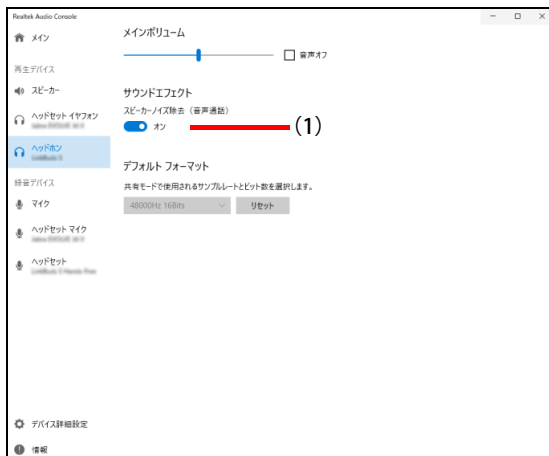 Realtek Audio Console
メイン
再生デバイス
スピーカー
ヘッドセット イヤフォン
ヘッドホン
録音デバイス
マイク
ヘッドセット マイク
ヘッドセット
デバイス詳細設定
情報
メインボリューム
音声オフ
サウンドエフェクト
スピーカーノイズ除去（音声通話）
オン
(1)
デフォルト フォーマット
共有モードで使用されるサンプルレートとビット数を選択します。
48000Hz 16Bits
リセット